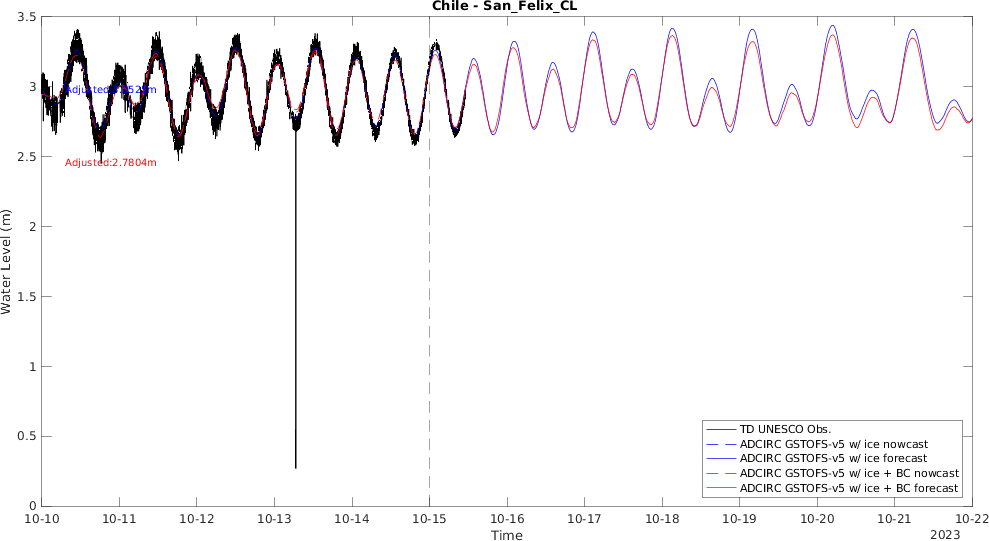 Chile - San_Felix_CL
3.5
3
2.5
2
1.5
1
0.5
0
Water Level (m)
Adjusted:2.7804m
10-10
10-11
10-12
10-13
10-14
10-15
10-16
10-17
10-18
10-19
10-20
10-21
10-22
Time
2023
TD UNESCO Obs.
ADCIRC GSTOFS-v5 w/ ice nowcast
ADCIRC GSTOFS-v5 w/ ice forecast
ADCIRC GSTOFS-v5 w/ ice + BC nowcast
ADCIRC GSTOFS-v5 w/ ice + BC forecast